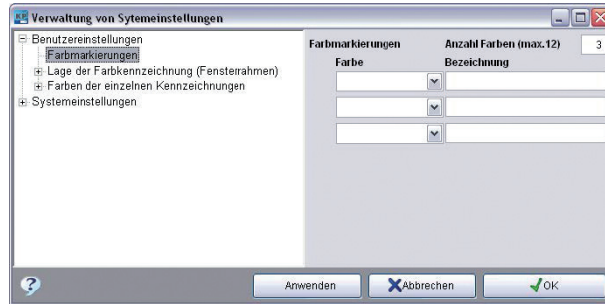 Verwaltung von Sytemeinstellungen
Benutzereinstellungen
Farbmarkierungen
Lage der Farbkennzeichnung (Fensterrahmen)
Farben der einzelnen Kennzeichnungen
Systemeinstellungen
Farbmarkierungen Anzahl Farben (max.12) 3
Farbe Bezeichnung
Anwenden Abbrechen OK